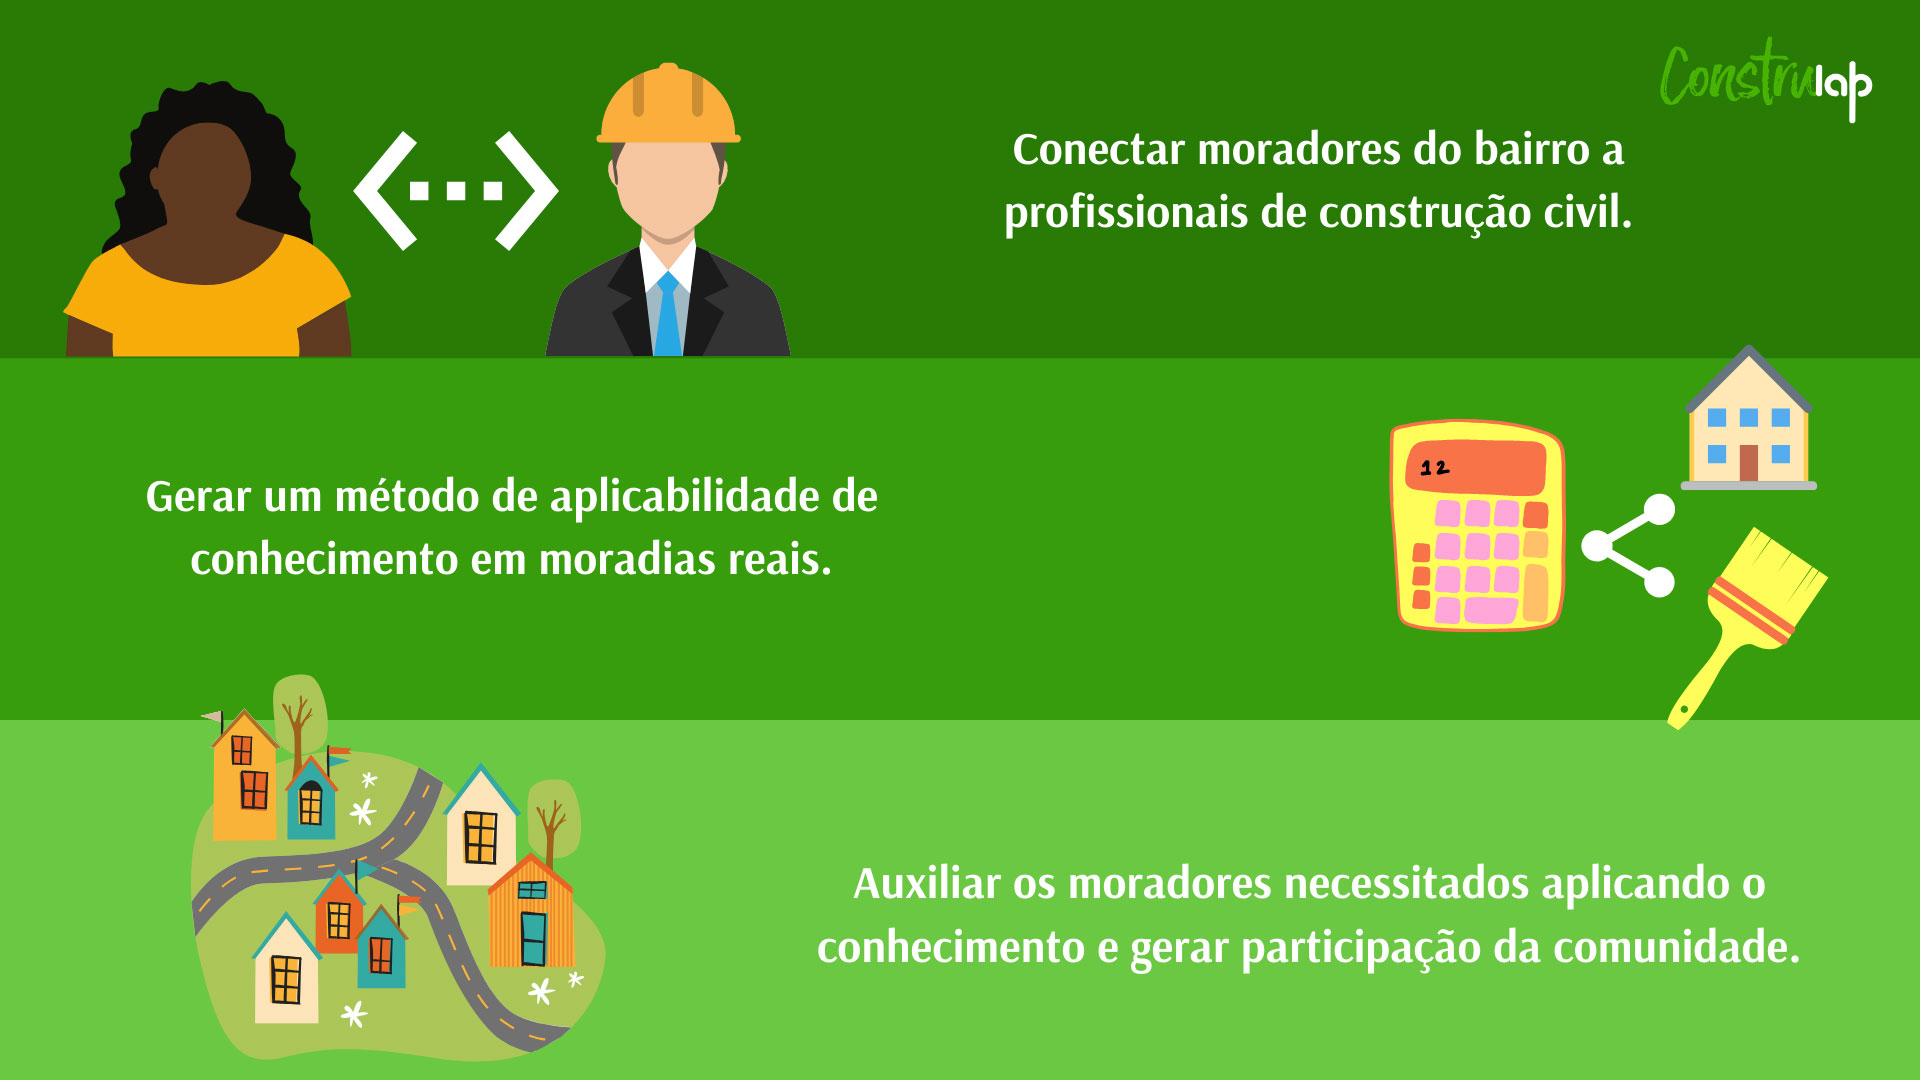 Construlap
Conectar moradores do bairro a
profissionais de construção civil.
Gerar um método de aplicabilidade de
conhecimento em moradias reais.
12
Auxiliar os moradores necessitados aplicando o
conhecimento e gerar participação da comunidade.